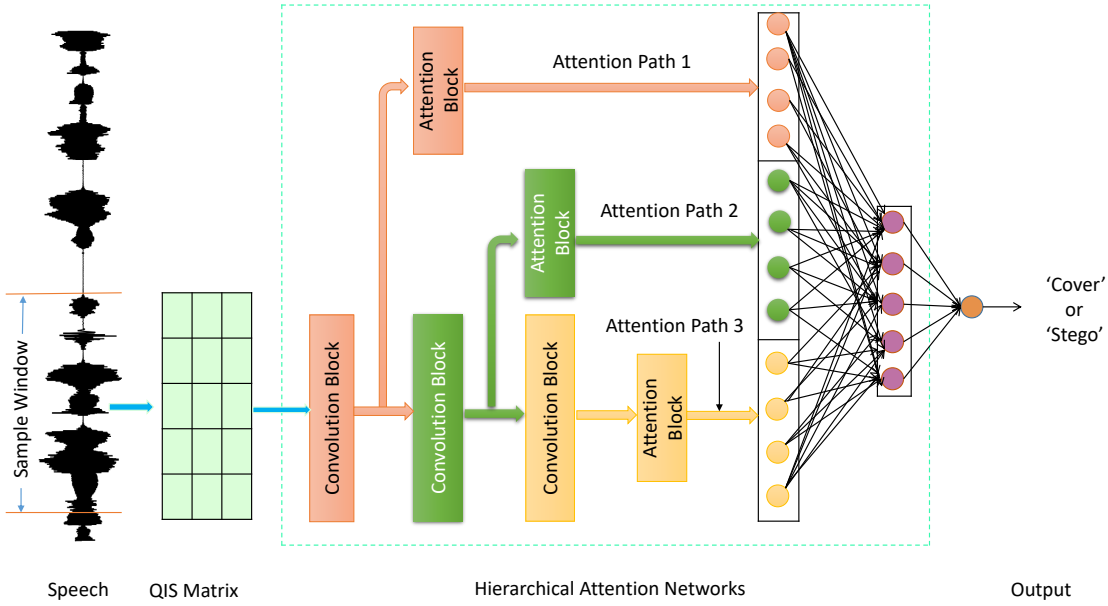 Attention Path 1
Attention Block
Attention Path 2
Attention Block
Attention Path 3
Sample Window
Convolution Block
Convolution Block
Convolution Block
Attention Block
'Cover'
or
'Stego'
Speech
QIS Matrix
Hierarchical Attention Networks
Output